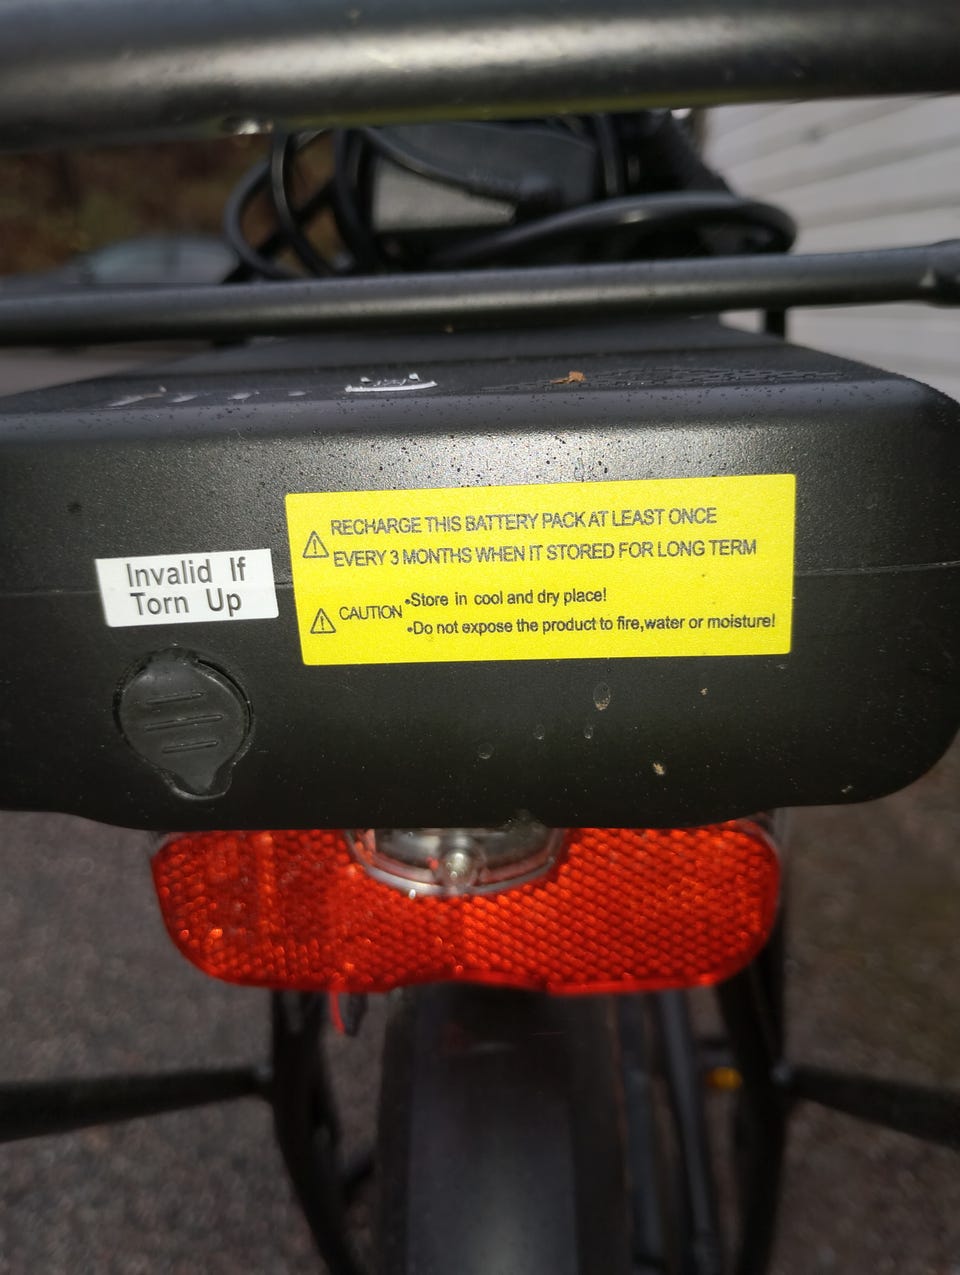 RECHARGE THIS BATTERY PACK AT LEAST ONCE
EVERY 3 MONTHS WHEN IT STORED FOR LONG TERM
CAUTION •Store in cool and dry place!
•Do not expose the product to fire,water or moisture!
Invalid If
Torn Up